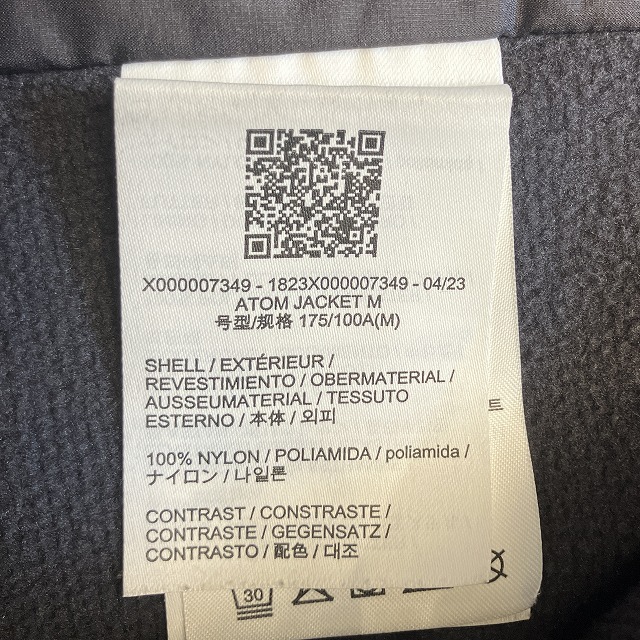 X000007349 - 1823X000007349 - 04/23
ATOM JACKET M
号型/规格 175/100A(M)
SHELL / EXTÉRIEUR /
REVESTIMIENTO / OBERMATERIAL /
AUSSEUMATERIAL / TESSUTO
ESTERNO / 本体 / 외피
100% NYLON / POLIAMIDA / poliamida /
ナイロン / 나일론
CONTRAST / CONSTRASTE /
CONTRASTE / GEGENSATZ /
CONTRASTO / 配色 / 대조
트
30